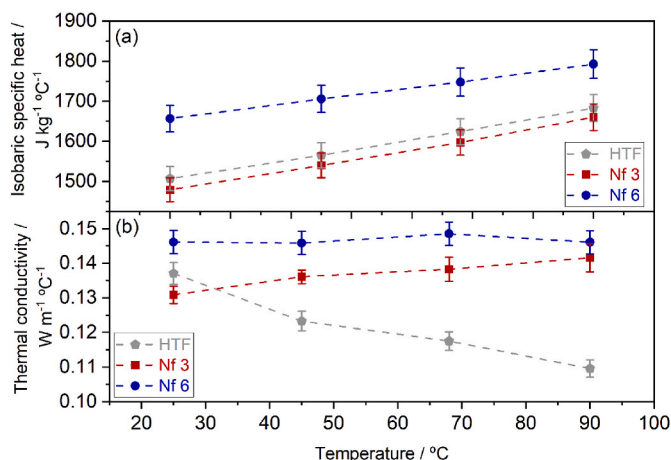 Isobaric specific heat /
J kg⁻¹ ºC⁻¹
1900
1800
1700
1600
1500
(a)
HTF
Nf 3
Nf 6
Thermal conductivity /
W m⁻¹ ºC⁻¹
0.15
0.14
0.13
0.12
0.11
0.10
(b)
HTF
Nf 3
Nf 6
20 30 40 50 60 70 80 90 100
Temperature / ºC